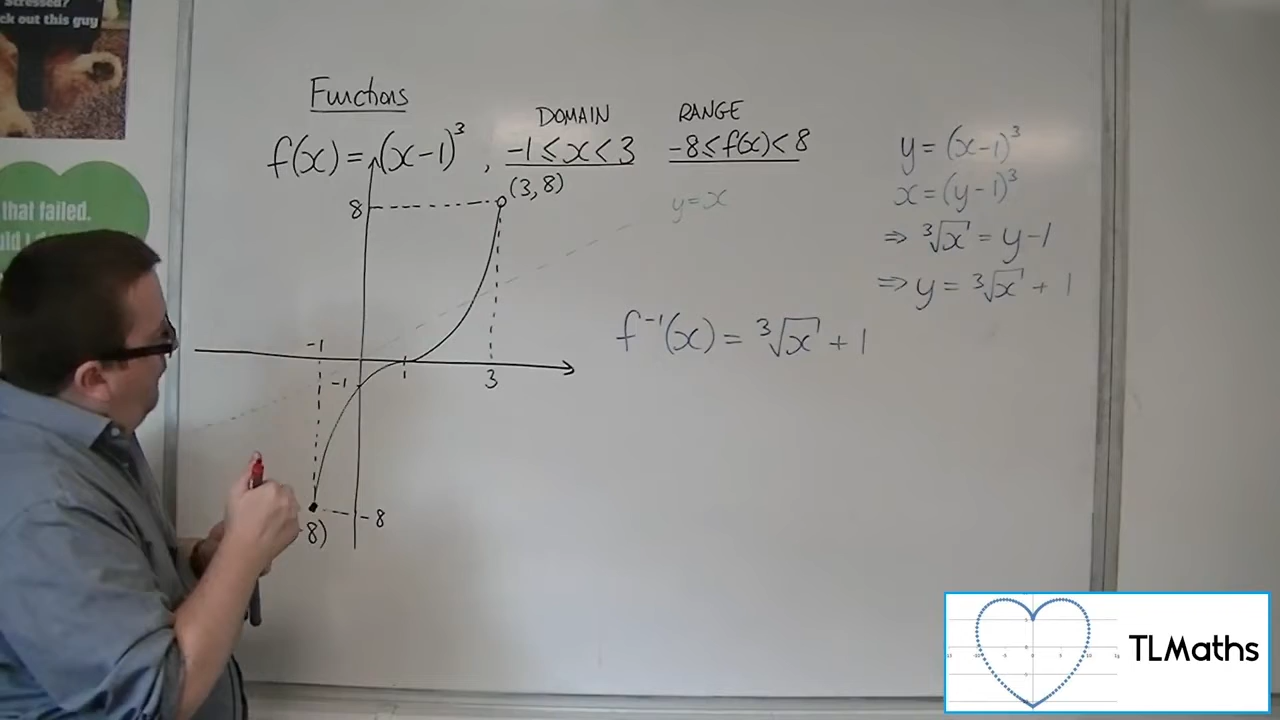 Stressed?
ck out this guy
that failed.
Functions
DOMAIN RANGE
f(x) = (x-1)³ , -1 ≤ x < 3 -8 ≤ f(x) < 8
(3, 8)
8
y = x
-1
-1
1
3
-8
8)
y = (x-1)³
x = (y-1)³
⇒ ³√x = y-1
⇒ y = ³√x + 1
f⁻¹(x) = ³√x + 1
TLMaths